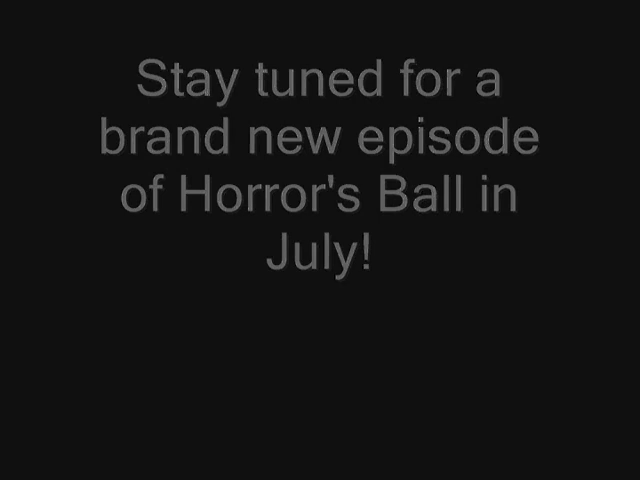 Stay tuned for a
brand new episode
of Horror's Ball in
July!